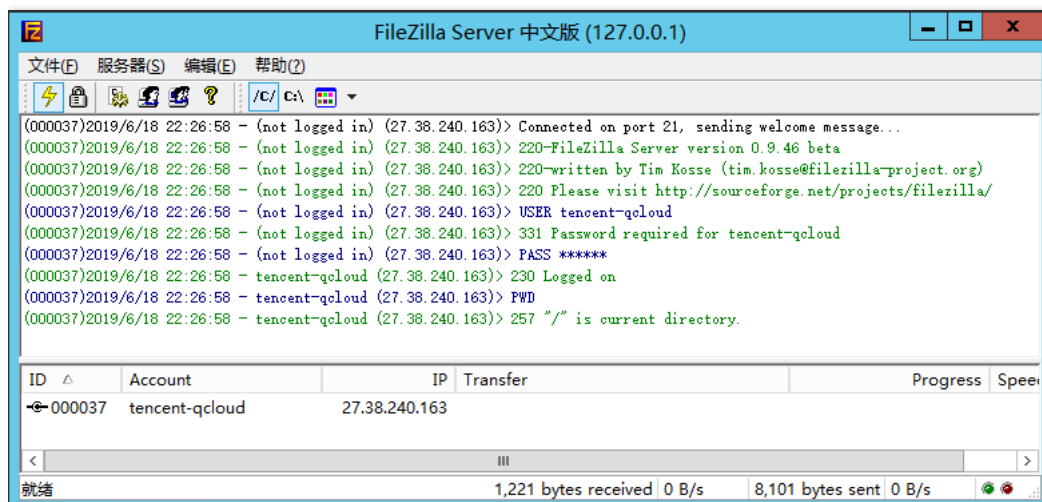 FileZilla Server 中文版 (127.0.0.1)
文件(F) 服务器(S) 编辑(E) 帮助(?)
/C/ C:\
(000037)2019/6/18 22:26:58 - (not logged in) (27.38.240.163)> Connected on port 21, sending welcome message...
(000037)2019/6/18 22:26:58 - (not logged in) (27.38.240.163)> 220-FileZilla Server version 0.9.46 beta
(000037)2019/6/18 22:26:58 - (not logged in) (27.38.240.163)> 220-written by Tim Kosse (tim.kosse@filezilla-project.org)
(000037)2019/6/18 22:26:58 - (not logged in) (27.38.240.163)> 220 Please visit http://sourceforge.net/projects/filezilla/
(000037)2019/6/18 22:26:58 - (not logged in) (27.38.240.163)> USER tencent-qcloud
(000037)2019/6/18 22:26:58 - (not logged in) (27.38.240.163)> 331 Password required for tencent-qcloud
(000037)2019/6/18 22:26:58 - (not logged in) (27.38.240.163)> PASS ******
(000037)2019/6/18 22:26:58 - tencent-qcloud (27.38.240.163)> 230 Logged on
(000037)2019/6/18 22:26:58 - tencent-qcloud (27.38.240.163)> PWD
(000037)2019/6/18 22:26:58 - tencent-qcloud (27.38.240.163)> 257 "/" is current directory.
ID Account IP Transfer Progress Spee
000037 tencent-qcloud 27.38.240.163
就绪 1,221 bytes received 0 B/s 8,101 bytes sent 0 B/s